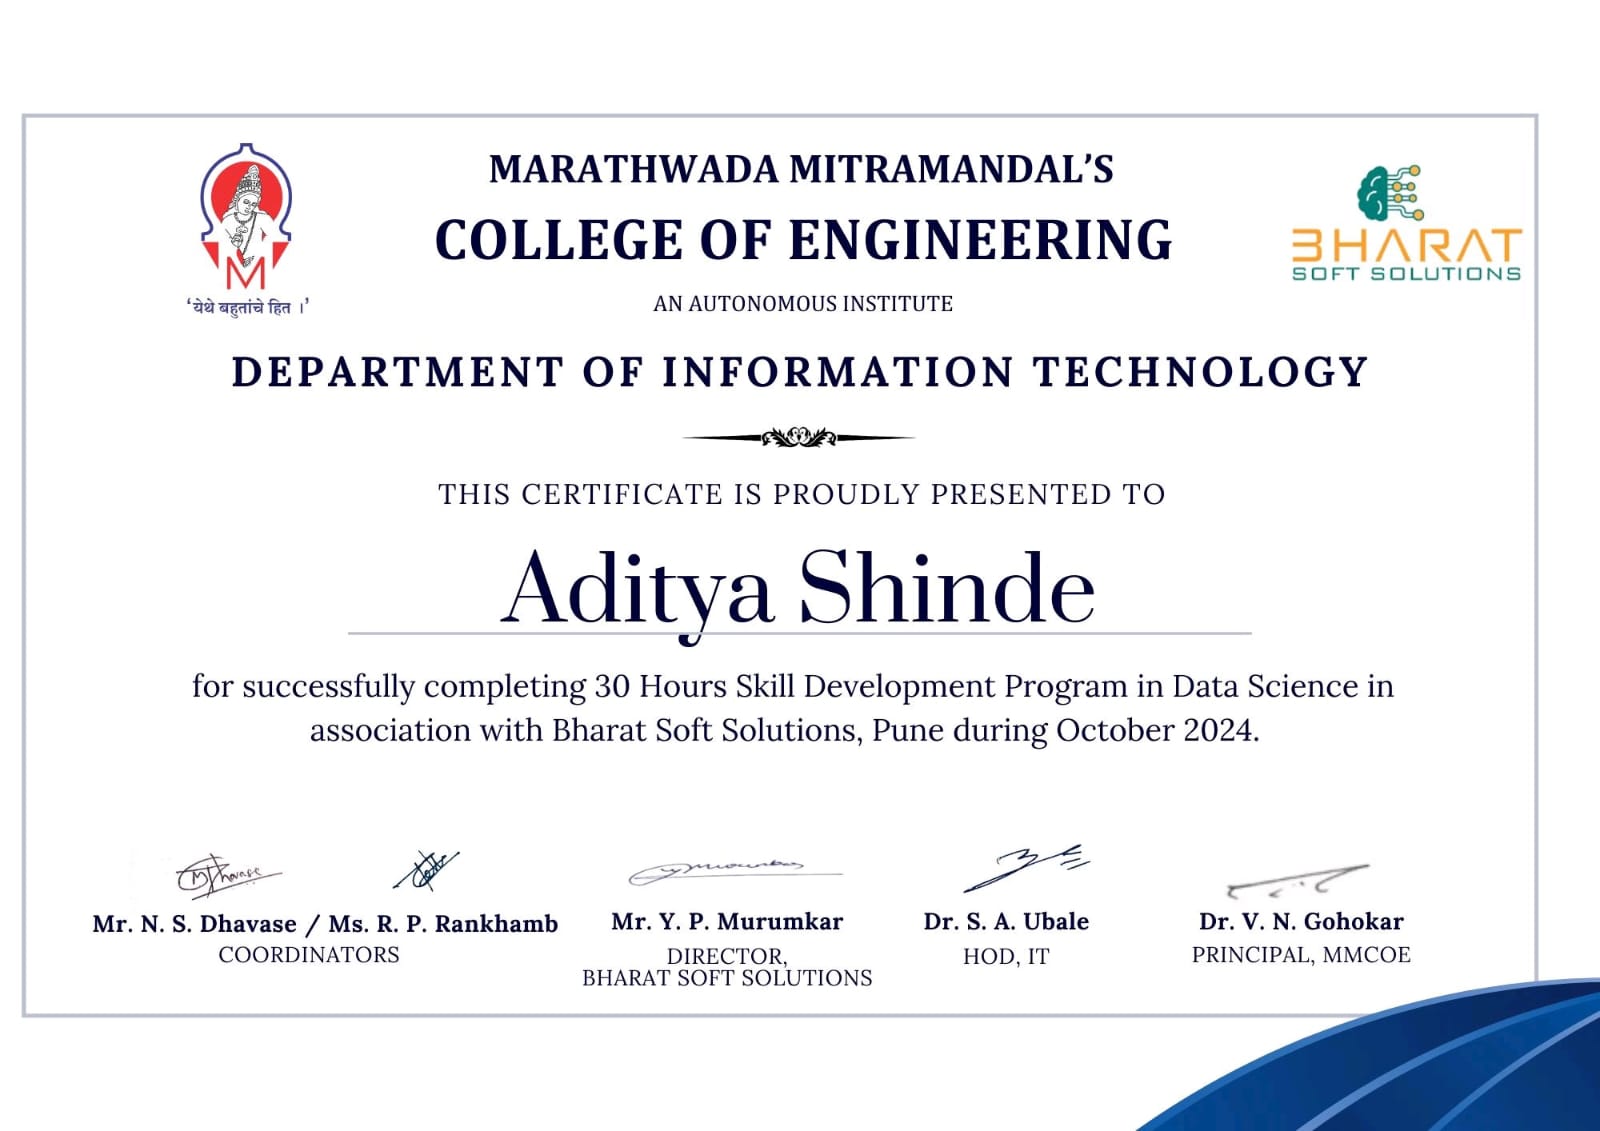 MARATHWADA MITRAMANDAL'S
COLLEGE OF ENGINEERING
AN AUTONOMOUS INSTITUTE
M
'येथे बहुतांचे हित ।'
BHARAT
SOFT SOLUTIONS
DEPARTMENT OF INFORMATION TECHNOLOGY
THIS CERTIFICATE IS PROUDLY PRESENTED TO
Aditya Shinde
for successfully completing 30 Hours Skill Development Program in Data Science in
association with Bharat Soft Solutions, Pune during October 2024.
Mr. N. S. Dhavase / Ms. R. P. Rankhamb
COORDINATORS
Mr. Y. P. Murumkar
DIRECTOR,
BHARAT SOFT SOLUTIONS
Dr. S. A. Ubale
HOD, IT
Dr. V. N. Gohokar
PRINCIPAL, MMCOE